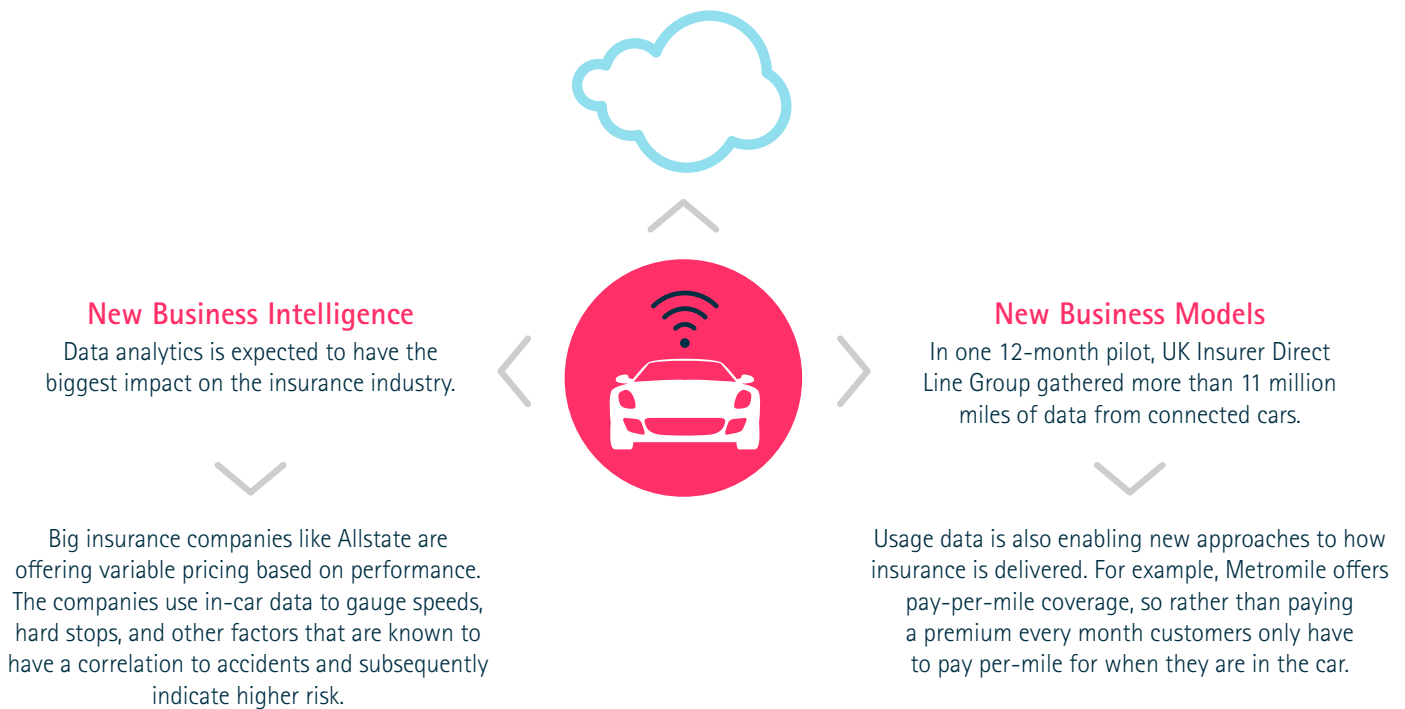 New Business Intelligence
Data analytics is expected to have the
biggest impact on the insurance industry.
Big insurance companies like Allstate are
offering variable pricing based on performance.
The companies use in-car data to gauge speeds,
hard stops, and other factors that are known to
have a correlation to accidents and subsequently
indicate higher risk.
New Business Models
In one 12-month pilot, UK Insurer Direct
Line Group gathered more than 11 million
miles of data from connected cars.
Usage data is also enabling new approaches to how
insurance is delivered. For example, Metromile offers
pay-per-mile coverage, so rather than paying
a premium every month customers only have
to pay per-mile for when they are in the car.